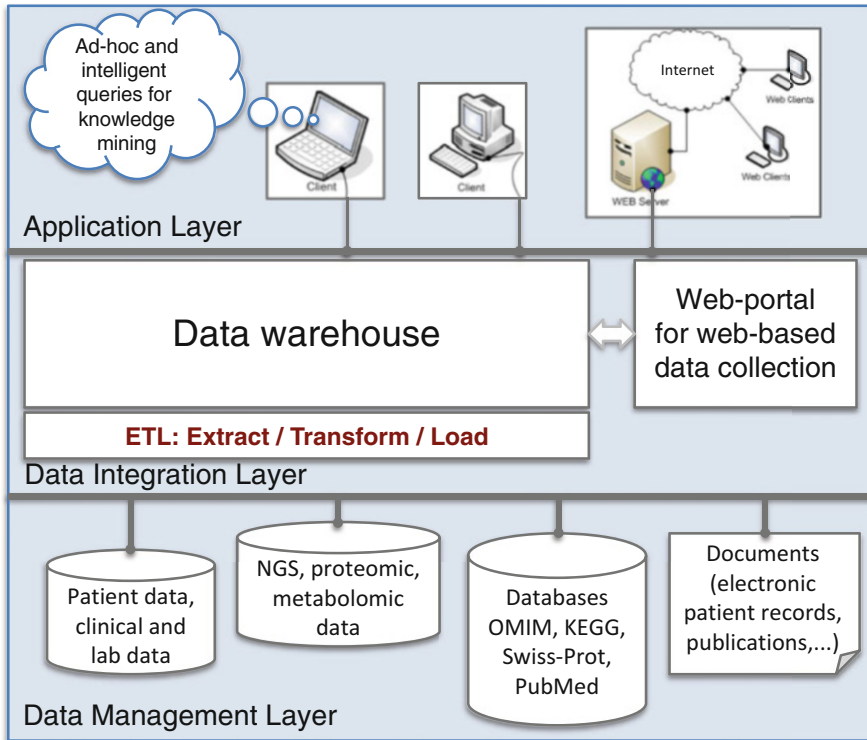 Ad-hoc and
intelligent
queries for
knowledge
mining
Client
Client
Internet
Web Clients
Web Clients
WEB Server
Application Layer
Data warehouse
Web-portal
for web-based
data collection
ETL: Extract / Transform / Load
Data Integration Layer
Patient data,
clinical and
lab data
NGS, proteomic,
metabolomic
data
Databases
OMIM, KEGG,
Swiss-Prot,
PubMed
Documents
(electronic
patient records,
publications,...)
Data Management Layer